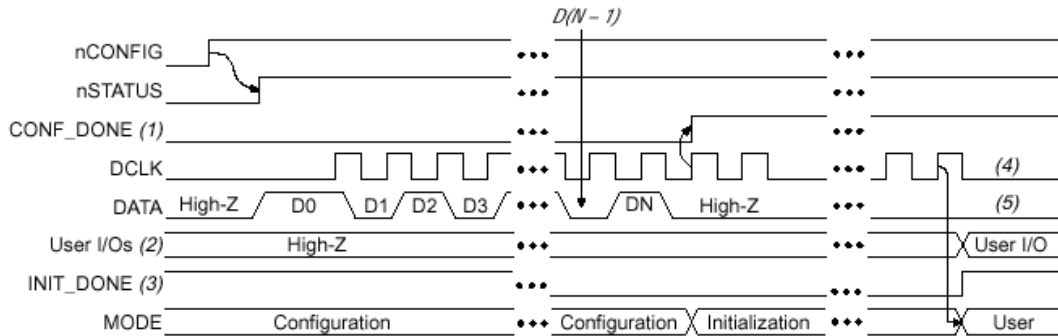 D(N – 1)
nCONFIG
nSTATUS
CONF_DONE (1)
DCLK (4)
DATA High-Z D0 D1 D2 D3 DN High-Z (5)
User I/Os (2) High-Z User I/O
INIT_DONE (3)
MODE Configuration Configuration Initialization User